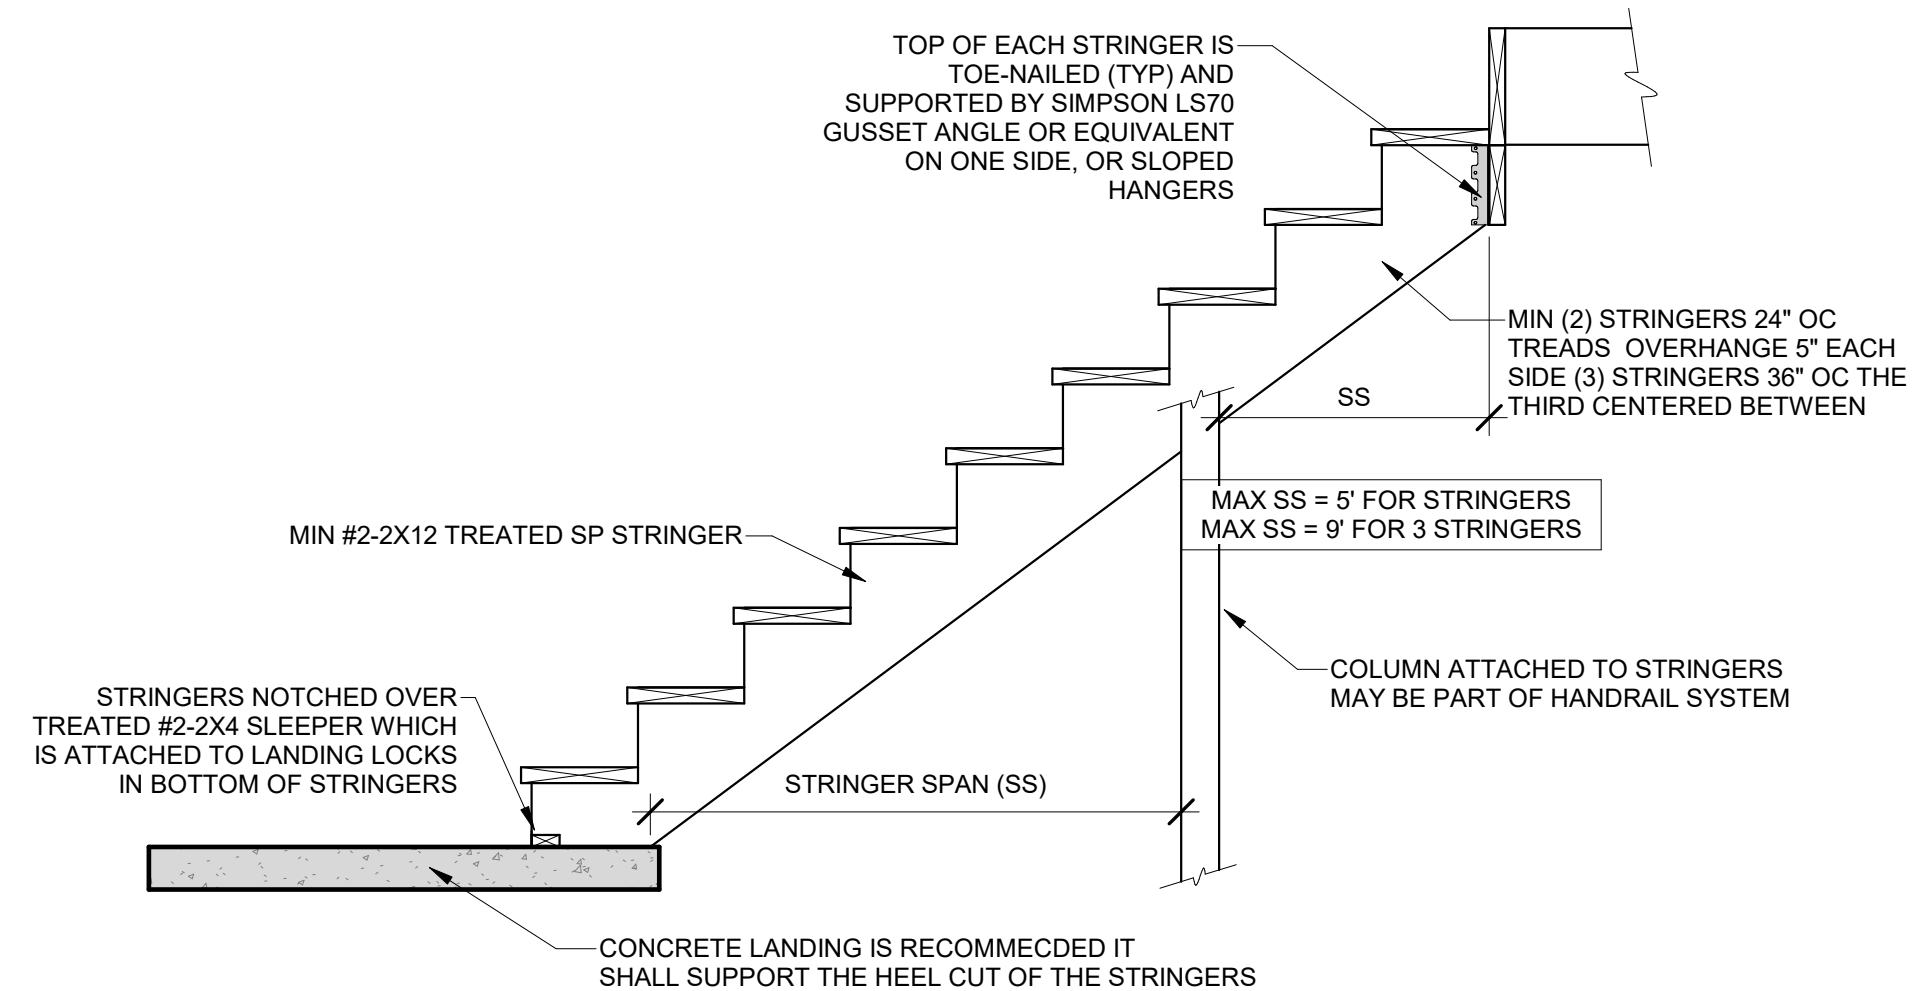 TOP OF EACH STRINGER IS
TOE-NAILED (TYP) AND
SUPPORTED BY SIMPSON LS70
GUSSET ANGLE OR EQUIVALENT
ON ONE SIDE, OR SLOPED
HANGERS
MIN (2) STRINGERS 24" OC
TREADS  OVERHANGE 5" EACH
SIDE (3) STRINGERS 36" OC THE
THIRD CENTERED BETWEEN
SS
MAX SS = 5' FOR STRINGERS
MAX SS = 9' FOR 3 STRINGERS
MIN #2-2X12 TREATED SP STRINGER
COLUMN ATTACHED TO STRINGERS
MAY BE PART OF HANDRAIL SYSTEM
STRINGERS NOTCHED OVER
TREATED #2-2X4 SLEEPER WHICH
IS ATTACHED TO LANDING LOCKS
IN BOTTOM OF STRINGERS
STRINGER SPAN (SS)
CONCRETE LANDING IS RECOMMECDED IT
SHALL SUPPORT THE HEEL CUT OF THE STRINGERS